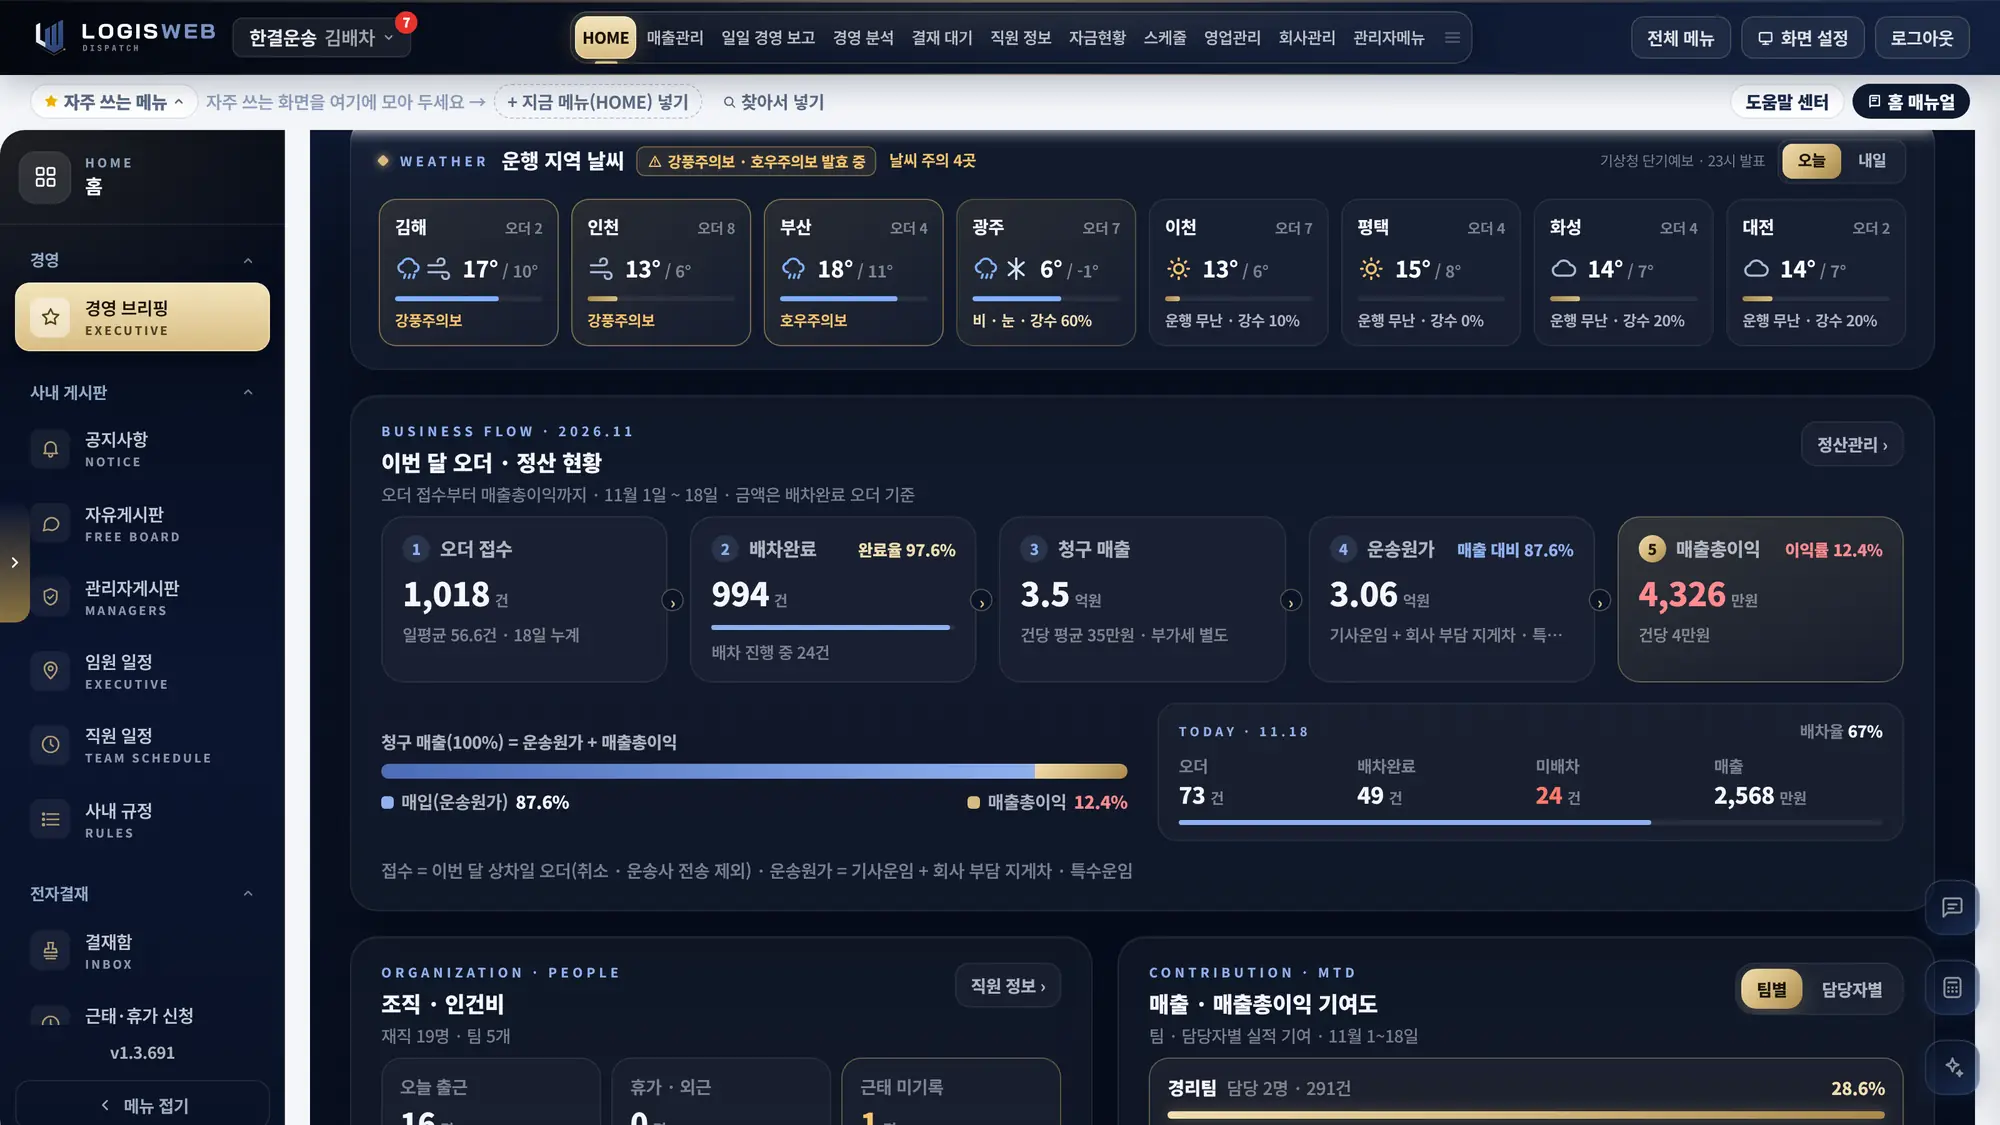 LOGISWEB
DISPATCH
한결운송 김배차
7
HOME 매출관리 일일 경영 보고 경영 분석 결재 대기 직원 정보 자금현황 스케줄 영업관리 회사관리 관리자메뉴
전체 메뉴 화면 설정 로그아웃
자주 쓰는 메뉴 자주 쓰는 화면을 여기에 모아 두세요 → + 지금 메뉴(HOME) 넣기 찾아서 넣기
도움말 센터 홈 매뉴얼
HOME
홈
경영
경영 브리핑
EXECUTIVE
사내 게시판
공지사항
NOTICE
자유게시판
FREE BOARD
관리자게시판
MANAGERS
임원 일정
EXECUTIVE
직원 일정
TEAM SCHEDULE
사내 규정
RULES
전자결재
결재함
INBOX
근태·휴가 신청
v1.3.691
메뉴 접기
WEATHER 운행 지역 날씨 강풍주의보 · 호우주의보 발효 중 날씨 주의 4곳
기상청 단기예보 · 23시 발표 오늘 내일
김해 오더 2
17° / 10°
강풍주의보
인천 오더 8
13° / 6°
강풍주의보
부산 오더 4
18° / 11°
호우주의보
광주 오더 7
6° / -1°
비 · 눈 · 강수 60%
이천 오더 7
13° / 6°
운행 무난 · 강수 10%
평택 오더 4
15° / 8°
운행 무난 · 강수 0%
화성 오더 4
14° / 7°
운행 무난 · 강수 20%
대전 오더 2
14° / 7°
운행 무난 · 강수 20%
BUSINESS FLOW · 2026.11
이번 달 오더 · 정산 현황
오더 접수부터 매출총이익까지 · 11월 1일 ~ 18일 · 금액은 배차완료 오더 기준
정산관리 ›
1 오더 접수
1,018 건
일평균 56.6건 · 18일 누계
2 배차완료 완료율 97.6%
994 건
배차 진행 중 24건
3 청구 매출
3.5 억원
건당 평균 35만원 · 부가세 별도
4 운송원가 매출 대비 87.6%
3.06 억원
기사운임 + 회사 부담 지게차 · 특…
5 매출총이익 이익률 12.4%
4,326 만원
건당 4만원
청구 매출(100%) = 운송원가 + 매출총이익
매입(운송원가) 87.6%
매출총이익 12.4%
TODAY · 11.18 배차율 67%
오더 배차완료 미배차 매출
73 건 49 건 24 건 2,568 만원
접수 = 이번 달 상차일 오더(취소 · 운송사 전송 제외) · 운송원가 = 기사운임 + 회사 부담 지게차 · 특수운임
ORGANIZATION · PEOPLE
조직 · 인건비
재직 19명 · 팀 5개
직원 정보 ›
오늘 출근
16
휴가 · 외근
0
근태 미기록
1
CONTRIBUTION · MTD
매출 · 매출총이익 기여도
팀 · 담당자별 실적 기여 · 11월 1~18일
팀별 담당자별
경리팀 담당 2명 · 291건 28.6%